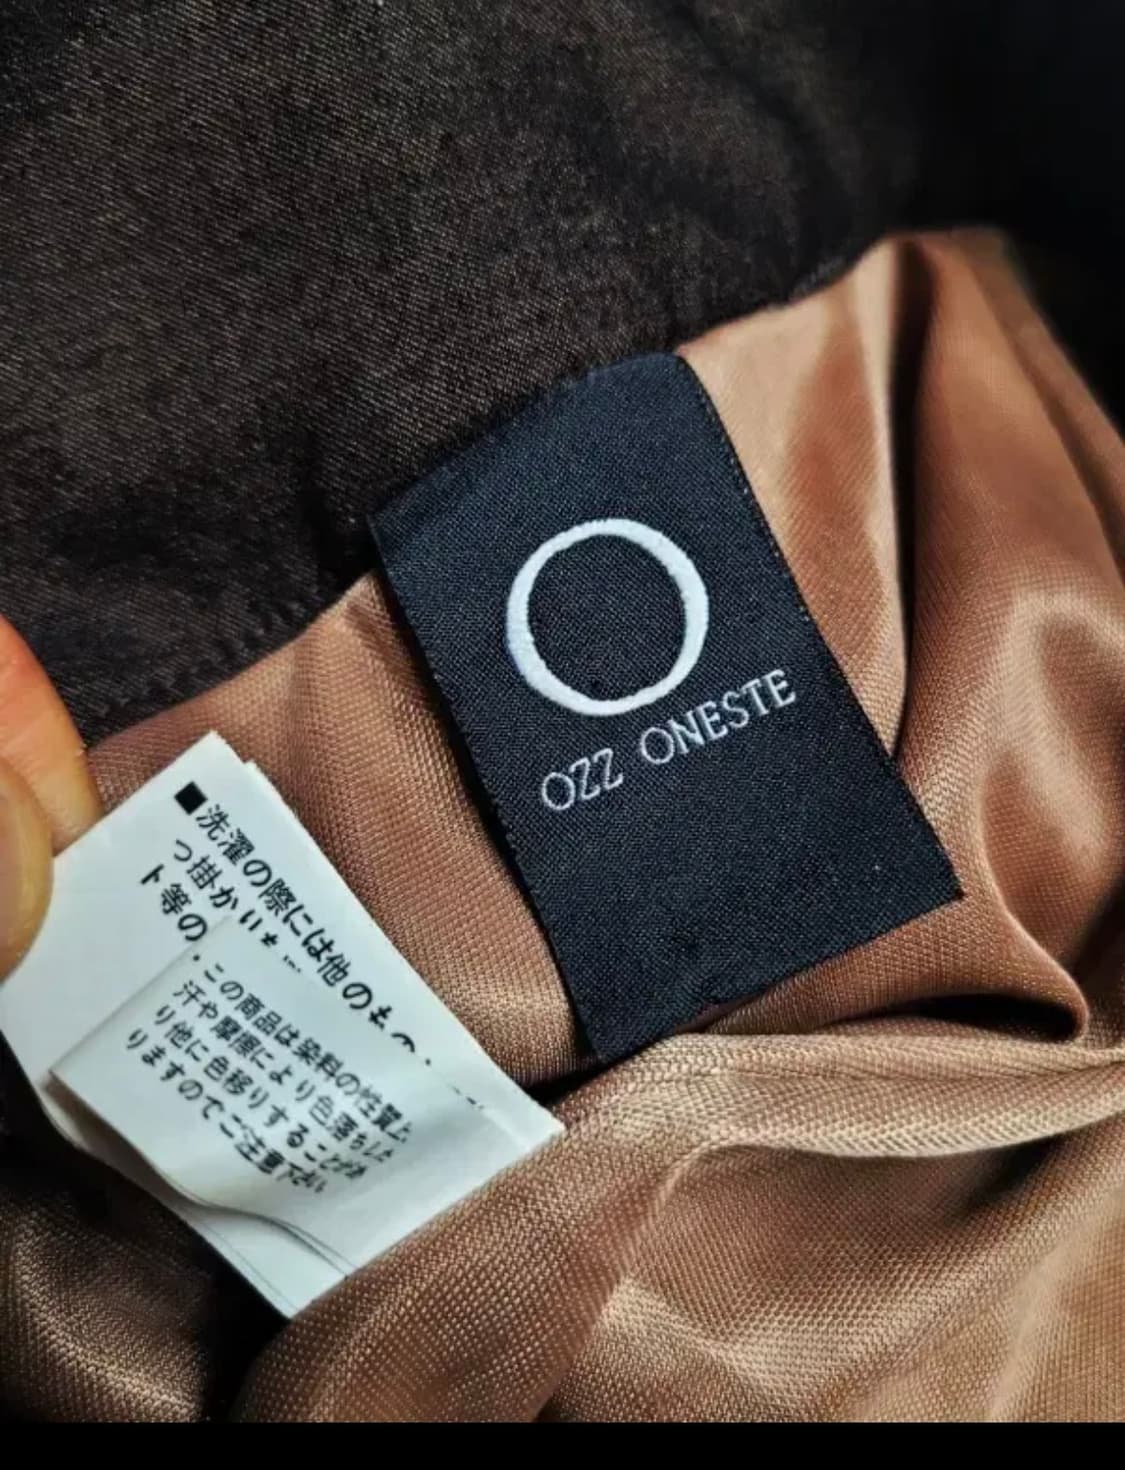 O
OZZ ONESTE
■洗濯の際には他のもの
つ掛か
ト等の
・この商品は染料の性質上
汗や摩擦により色落ちした
り他に色移りすることがあ
りますのでご注意下さい